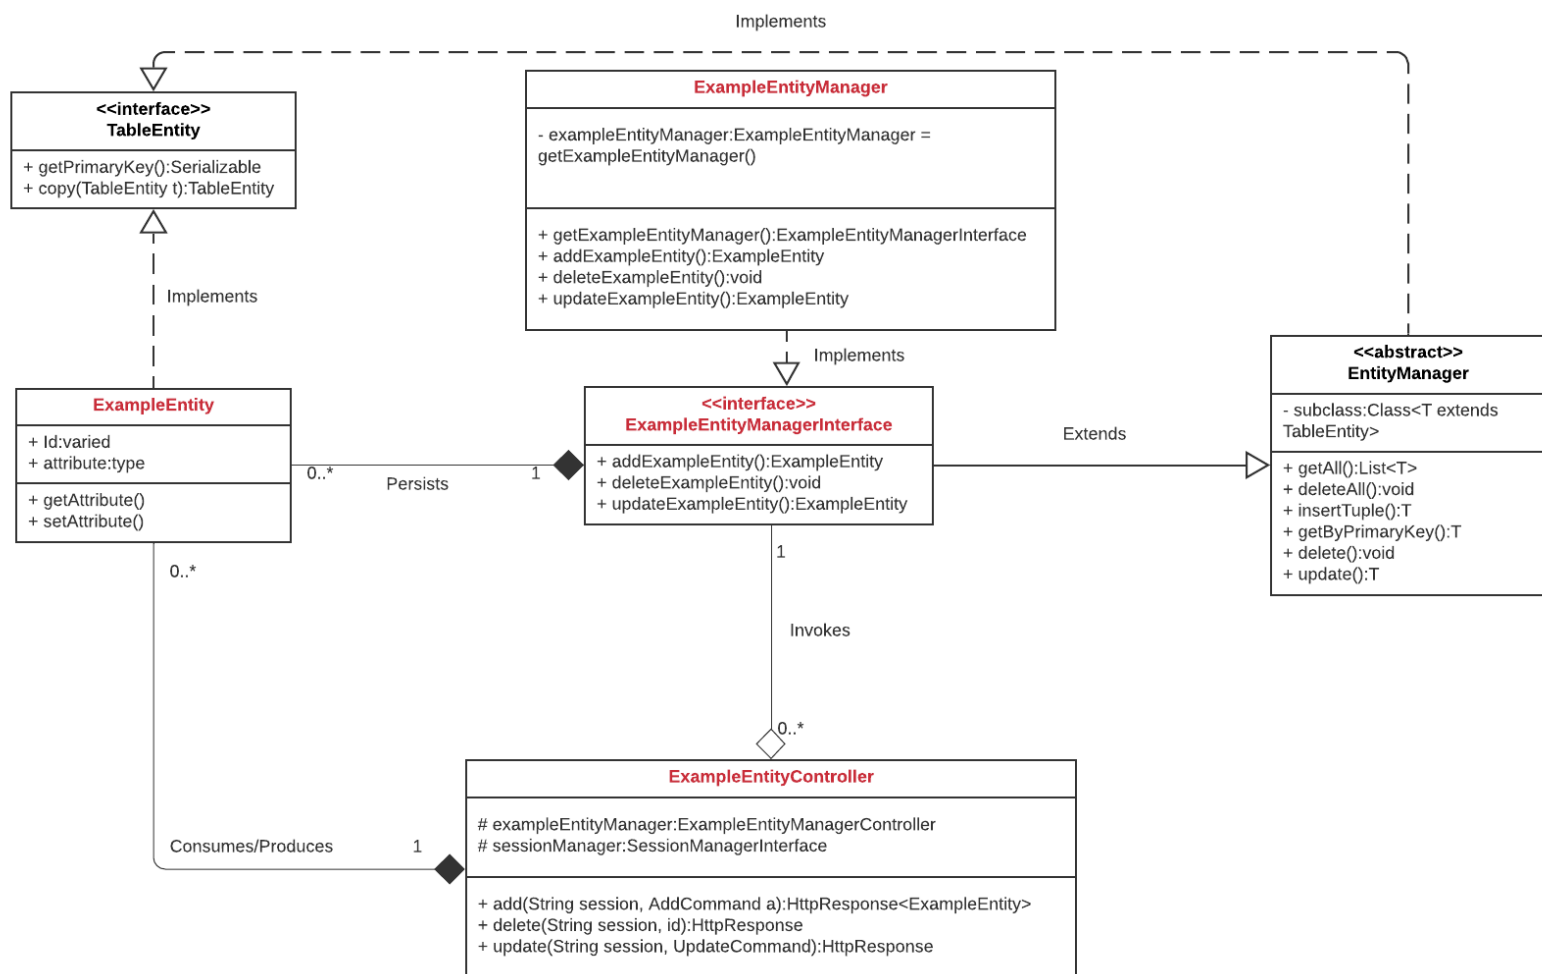 Implements
<<interface>>
TableEntity
+ getPrimaryKey():Serializable
+ copy(TableEntity t):TableEntity
ExampleEntityManager
- exampleEntityManager:ExampleEntityManager =
getExampleEntityManager()
+ getExampleEntityManager():ExampleEntityManagerInterface
+ addExampleEntity():ExampleEntity
+ deleteExampleEntity():void
+ updateExampleEntity():ExampleEntity
Implements
Implements
<<abstract>>
EntityManager
- subclass:Class<T extends
TableEntity>
+ getAll():List<T>
+ deleteAll():void
+ insertTuple():T
+ getByPrimaryKey():T
+ delete():void
+ update():T
ExampleEntity
+ Id:varied
+ attribute:type
+ getAttribute()
+ setAttribute()
0..*
Persists
1
<<interface>>
ExampleEntityManagerInterface
+ addExampleEntity():ExampleEntity
+ deleteExampleEntity():void
+ updateExampleEntity():ExampleEntity
Extends
1
0..*
Invokes
0..*
Consumes/Produces
1
ExampleEntityController
# exampleEntityManager:ExampleEntityManagerController
# sessionManager:SessionManagerInterface
+ add(String session, AddCommand a):HttpResponse<ExampleEntity>
+ delete(String session, id):HttpResponse
+ update(String session, UpdateCommand):HttpResponse